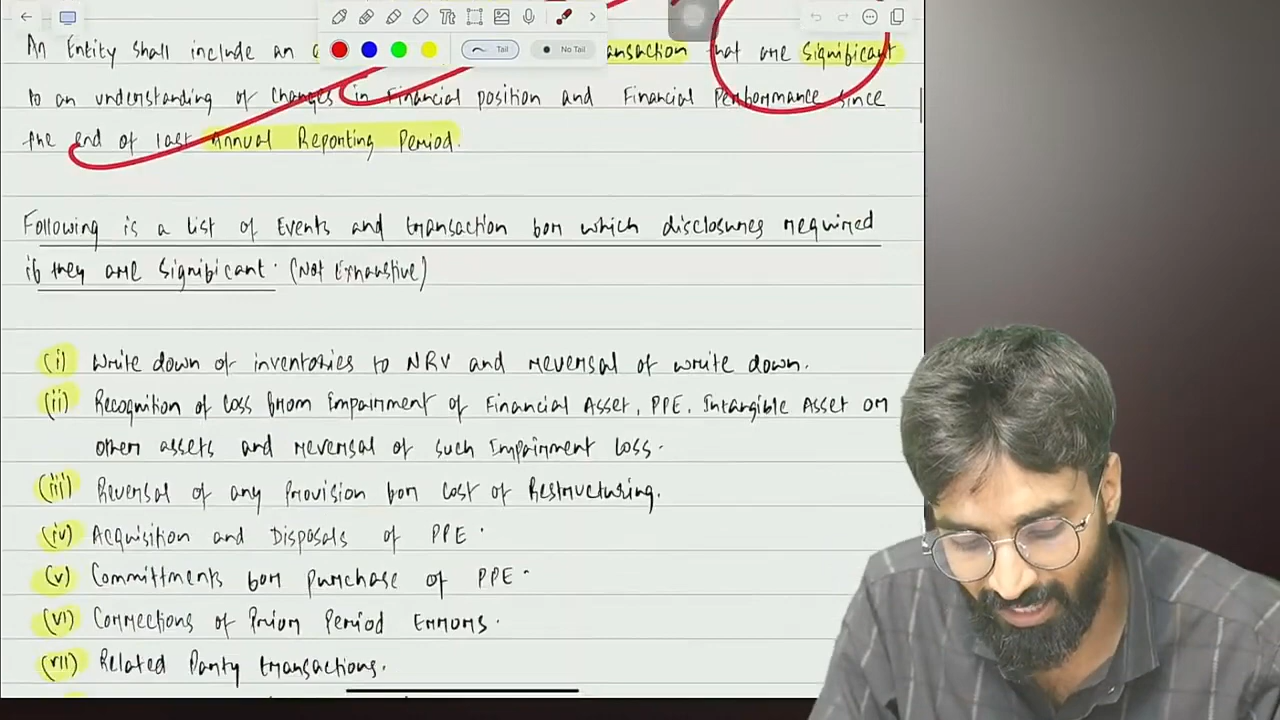 Tail
No Tail
An Entity shall include an
ansaction that are Significant
to an understanding of changes in Financial position and Financial Performance since
the end of last Annual Reporting Period.
Following is a list of Events and transaction for which disclosures required
if they are significant. (Not Exhaustive)
(i) Write down of inventories to NRV and reversal of write down.
(ii) Recognition of loss from Impairment of Financial Asset, PPE, Intangible Asset or
other assets and reversal of such Impairment Loss.
(iii) Reversal of any Provision for Cost of Restructuring.
(iv) Acquisition and Disposals of PPE.
(v) Committments for purchase of PPE.
(vi) Corrections of Prior Period Errors.
(vii) Related Party transactions.